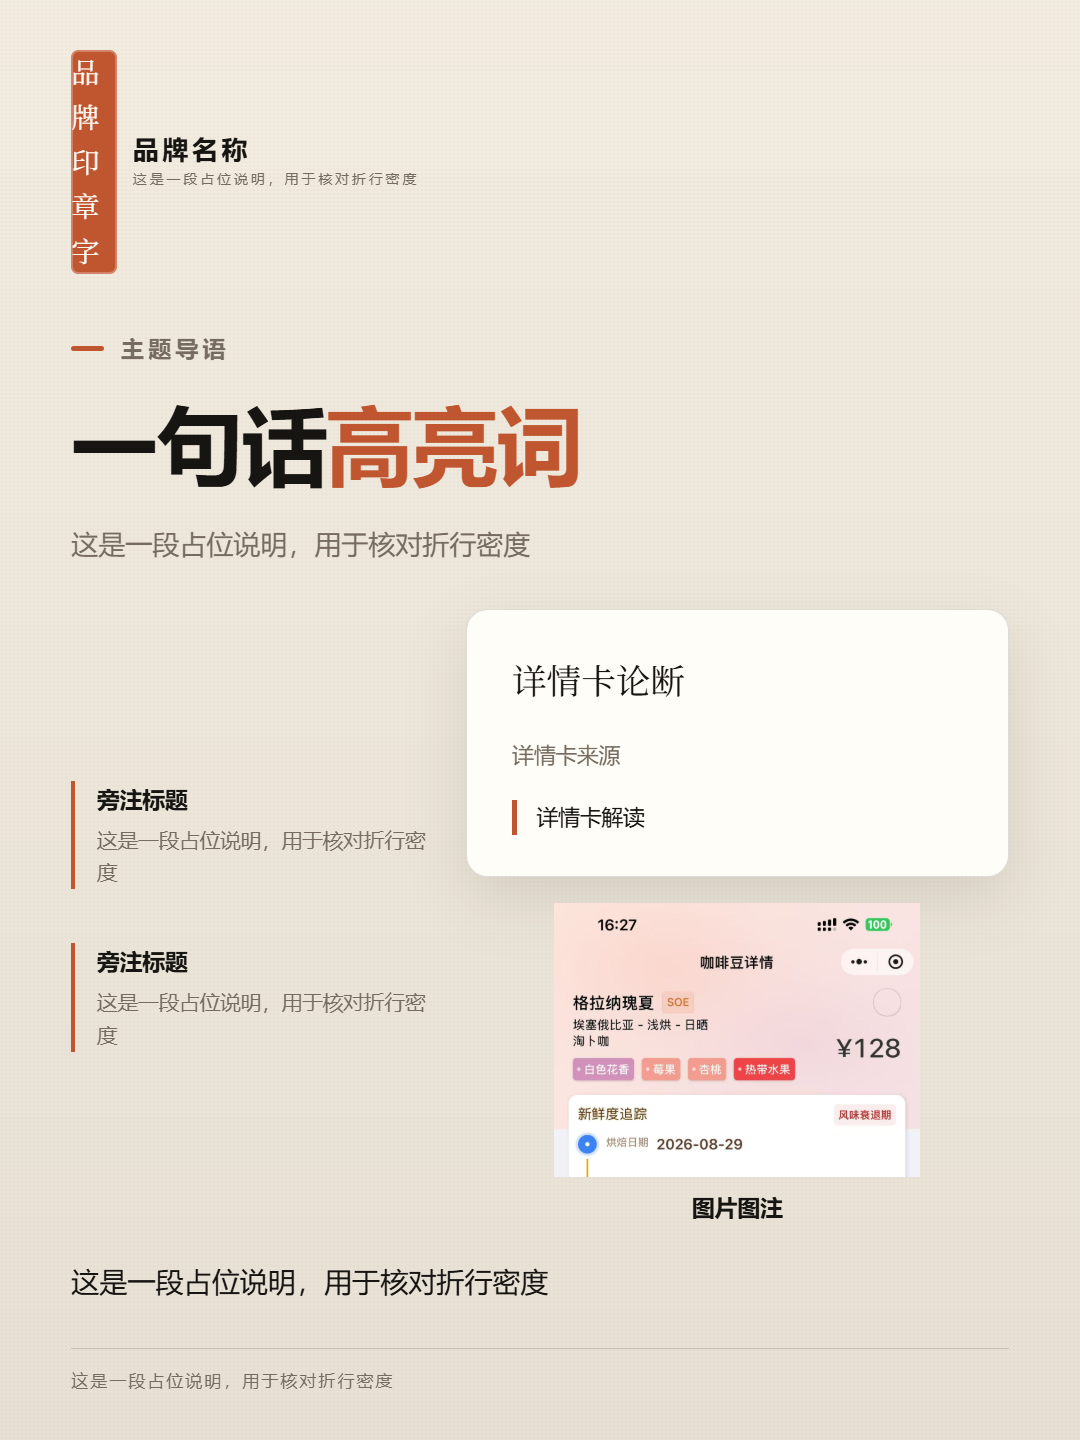 品
牌
印
章
字
品牌名称
这是一段占位说明，用于核对折行密度
主题导语
一句话高亮词
这是一段占位说明，用于核对折行密度
详情卡论断
详情卡来源
详情卡解读
旁注标题
这是一段占位说明，用于核对折行密
度
旁注标题
这是一段占位说明，用于核对折行密
度
16:27
100
咖啡豆详情
格拉纳瑰夏 SOE
埃塞俄比亚 - 浅烘 - 日晒
淘卜咖
¥128
白色花香 莓果 杏桃 热带水果
新鲜度追踪 风味衰退期
烘焙日期 2026-08-29
图片图注
这是一段占位说明，用于核对折行密度
这是一段占位说明，用于核对折行密度